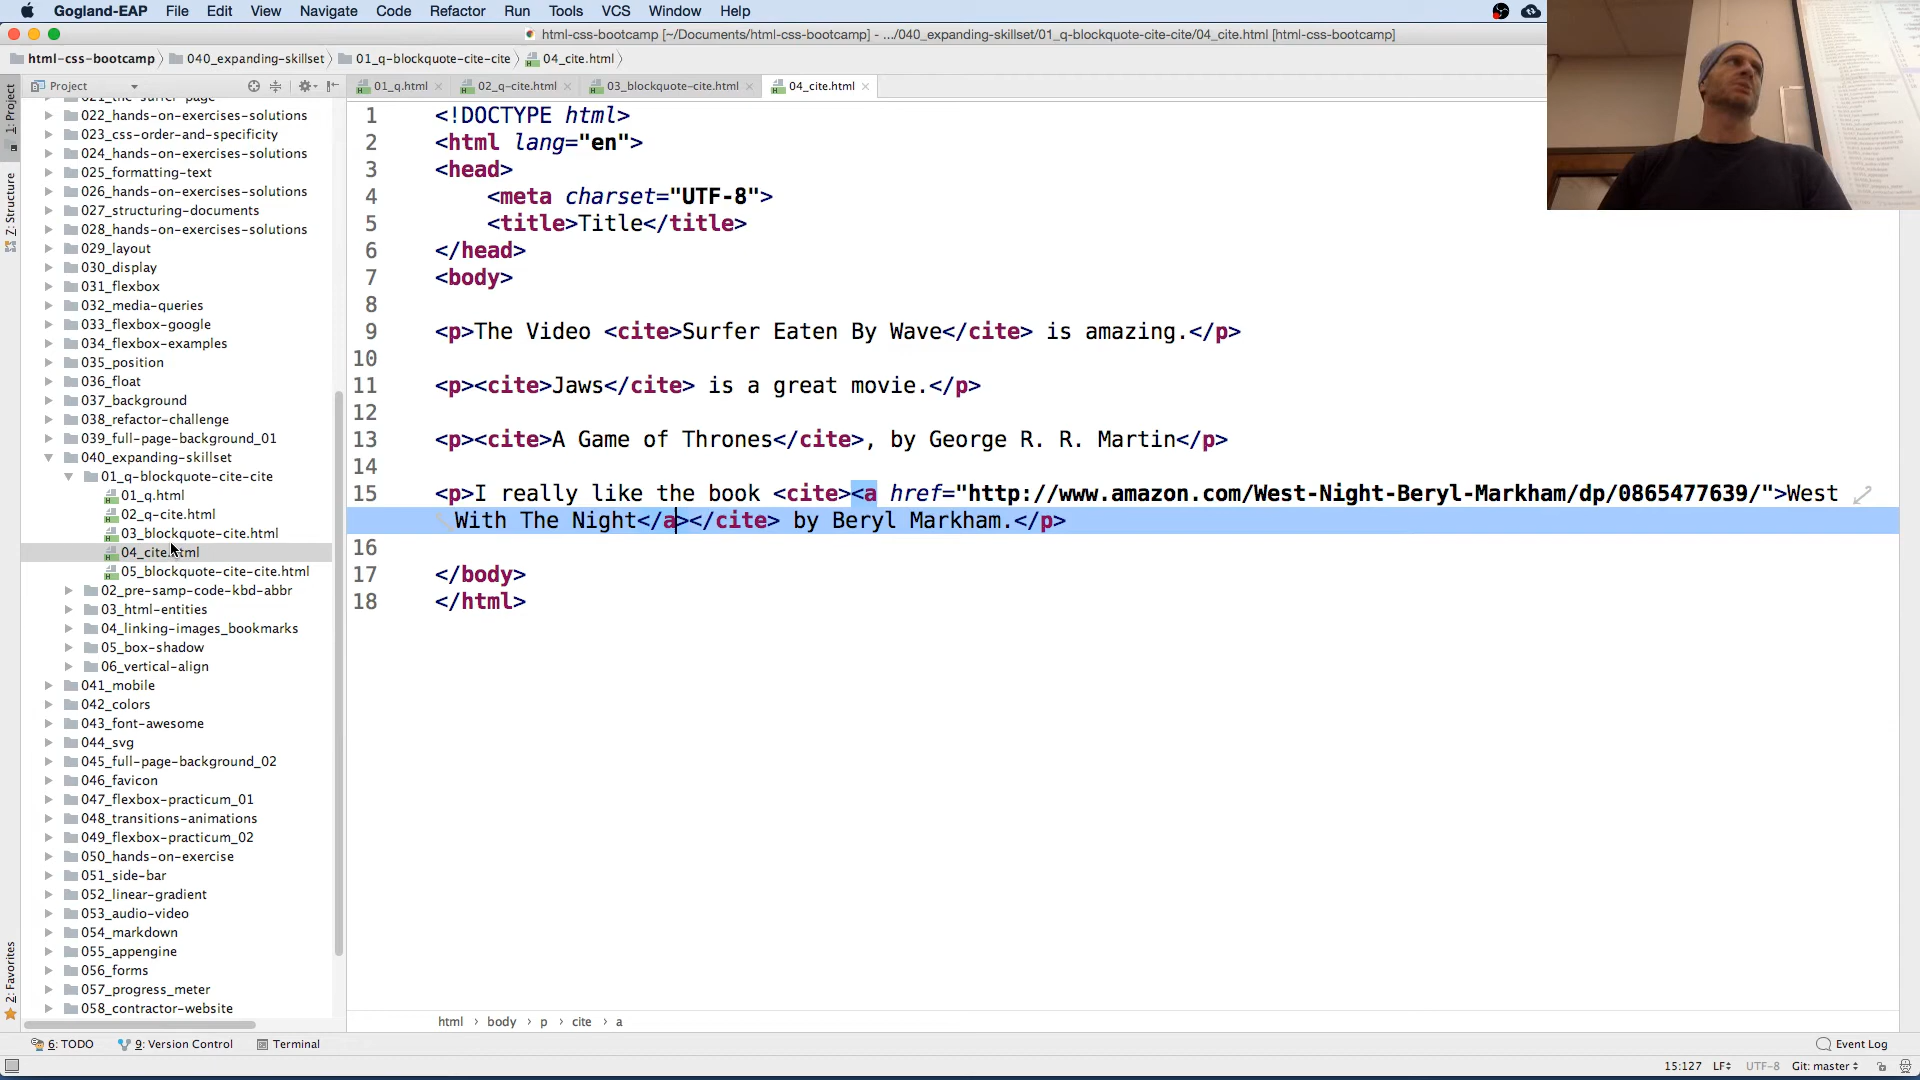 Gogland-EAP File Edit View Navigate Code Refactor Run Tools VCS Window Help
html-css-bootcamp [~/Documents/html-css-bootcamp] - .../040_expanding-skillset/01_q-blockquote-cite-cite/04_cite.html [html-css-bootcamp]
html-css-bootcamp 040_expanding-skillset 01_q-blockquote-cite-cite 04_cite.html
Project
01_q.html 02_q-cite.html 03_blockquote-cite.html 04_cite.html
1: Project
Z: Structure
2: Favorites
021_the-surfer-page
022_hands-on-exercises-solutions
023_css-order-and-specificity
024_hands-on-exercises-solutions
025_formatting-text
026_hands-on-exercises-solutions
027_structuring-documents
028_hands-on-exercises-solutions
029_layout
030_display
031_flexbox
032_media-queries
033_flexbox-google
034_flexbox-examples
035_position
036_float
037_background
038_refactor-challenge
039_full-page-background_01
040_expanding-skillset
01_q-blockquote-cite-cite
01_q.html
02_q-cite.html
03_blockquote-cite.html
04_cite.html
05_blockquote-cite-cite.html
02_pre-samp-code-kbd-abbr
03_html-entities
04_linking-images_bookmarks
05_box-shadow
06_vertical-align
041_mobile
042_colors
043_font-awesome
044_svg
045_full-page-background_02
046_favicon
047_flexbox-practicum_01
048_transitions-animations
049_flexbox-practicum_02
050_hands-on-exercise
051_side-bar
052_linear-gradient
053_audio-video
054_markdown
055_appengine
056_forms
057_progress_meter
058_contractor-website
1 <!DOCTYPE html>
2 <html lang="en">
3 <head>
4 <meta charset="UTF-8">
5 <title>Title</title>
6 </head>
7 <body>
8
9 <p>The Video <cite>Surfer Eaten By Wave</cite> is amazing.</p>
10
11 <p><cite>Jaws</cite> is a great movie.</p>
12
13 <p><cite>A Game of Thrones</cite>, by George R. R. Martin</p>
14
15 <p>I really like the book <cite><a href="http://www.amazon.com/West-Night-Beryl-Markham/dp/0865477639/">West
With The Night</a></cite> by Beryl Markham.</p>
16
17 </body>
18 </html>
html › body › p › cite › a
6: TODO 9: Version Control Terminal Event Log
15:127 LF UTF-8 Git: master